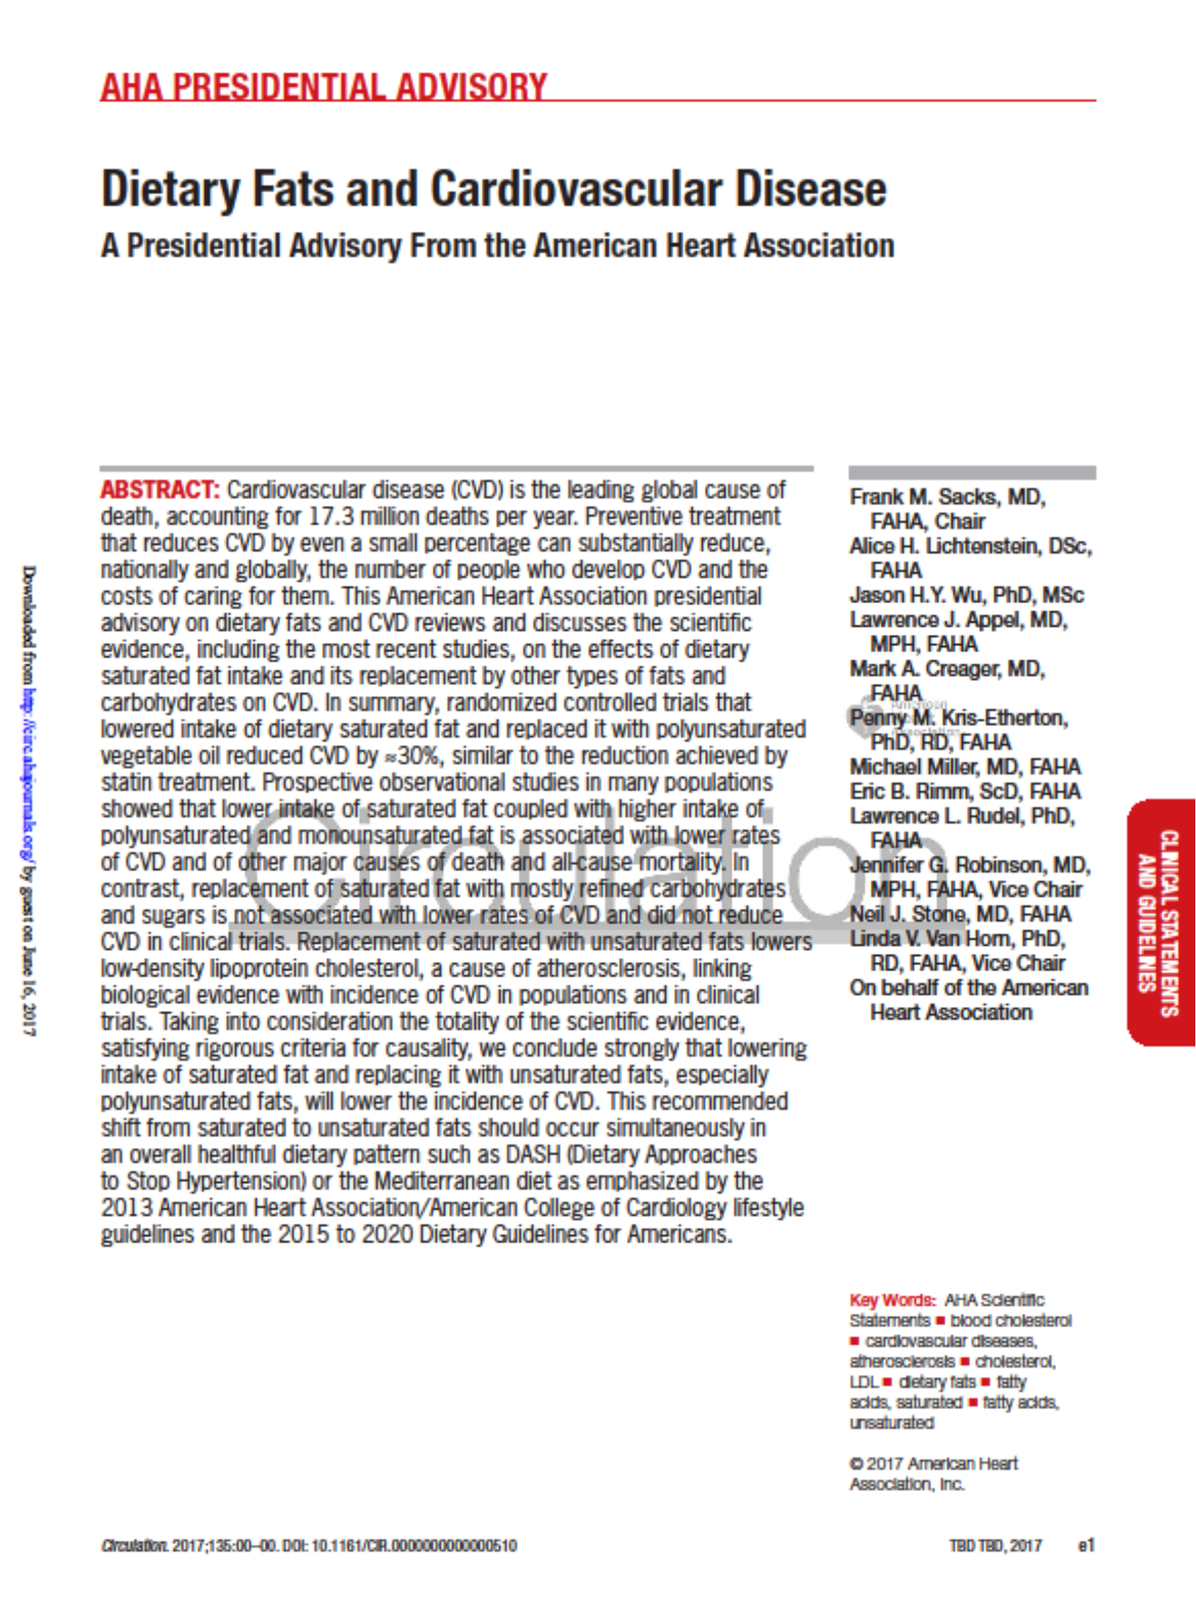 AHA PRESIDENTIAL ADVISORY
Dietary Fats and Cardiovascular Disease
A Presidential Advisory From the American Heart Association
ABSTRACT: Cardiovascular disease (CVD) is the leading global cause of
death, accounting for 17.3 million deaths per year. Preventive treatment
that reduces CVD by even a small percentage can substantially reduce,
nationally and globally, the number of people who develop CVD and the
costs of caring for them. This American Heart Association presidential
advisory on dietary fats and CVD reviews and discusses the scientific
evidence, including the most recent studies, on the effects of dietary
saturated fat intake and its replacement by other types of fats and
carbohydrates on CVD. In summary, randomized controlled trials that
lowered intake of dietary saturated fat and replaced it with polyunsaturated
vegetable oil reduced CVD by ≈30%, similar to the reduction achieved by
statin treatment. Prospective observational studies in many populations
showed that lower intake of saturated fat coupled with higher intake of
polyunsaturated and monounsaturated fat is associated with lower rates
of CVD and of other major causes of death and all-cause mortality. In
contrast, replacement of saturated fat with mostly refined carbohydrates
and sugars is not associated with lower rates of CVD and did not reduce
CVD in clinical trials. Replacement of saturated with unsaturated fats lowers
low-density lipoprotein cholesterol, a cause of atherosclerosis, linking
biological evidence with incidence of CVD in populations and in clinical
trials. Taking into consideration the totality of the scientific evidence,
satisfying rigorous criteria for causality, we conclude strongly that lowering
intake of saturated fat and replacing it with unsaturated fats, especially
polyunsaturated fats, will lower the incidence of CVD. This recommended
shift from saturated to unsaturated fats should occur simultaneously in
an overall healthful dietary pattern such as DASH (Dietary Approaches
to Stop Hypertension) or the Mediterranean diet as emphasized by the
2013 American Heart Association/American College of Cardiology lifestyle
guidelines and the 2015 to 2020 Dietary Guidelines for Americans.
Frank M. Sacks, MD,
FAHA, Chair
Alice H. Lichtenstein, DSc,
FAHA
Jason H.Y. Wu, PhD, MSc
Lawrence J. Appel, MD,
MPH, FAHA
Mark A. Creager, MD,
FAHA
Penny M. Kris-Etherton,
PhD, RD, FAHA
Michael Miller, MD, FAHA
Eric B. Rimm, ScD, FAHA
Lawrence L. Rudel, PhD,
FAHA
Jennifer G. Robinson, MD,
MPH, FAHA, Vice Chair
Neil J. Stone, MD, FAHA
Linda V. Van Horn, PhD,
RD, FAHA, Vice Chair
On behalf of the American
Heart Association
American
Association
Circulation
Key Words: AHA Scientific
Statements ■ blood cholesterol
■ cardiovascular diseases,
atherosclerosis ■ cholesterol,
LDL ■ dietary fats ■ fatty
acids, saturated ■ fatty acids,
unsaturated
© 2017 American Heart
Association, Inc.
CLINICAL STATEMENTS
AND GUIDELINES
Downloaded from http://circ.ahajournals.org/ by guest on June 16, 2017
Circulation. 2017;135:00–00. DOI: 10.1161/CIR.0000000000000510
TBD TBD, 2017
e1